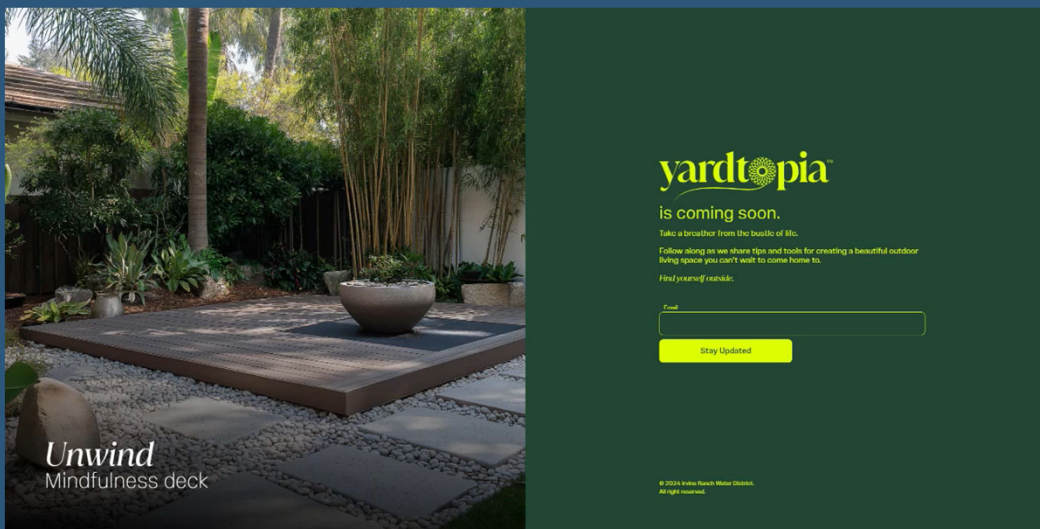 Unwind
Mindfulness deck
yardtopia™
is coming soon.
Take a breather from the bustle of life.
Follow along as we share tips and tools for creating a beautiful outdoor
living space you can't wait to come home to.
Find yourself outside.
Email
Stay Updated
© 2024 Irvine Ranch Water District.
All right reserved.